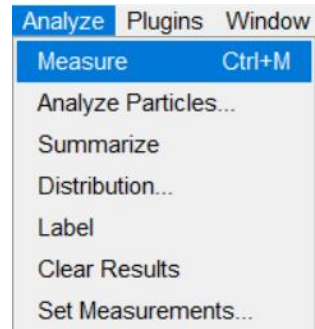 Analyze Plugins Window
Measure Ctrl+M
Analyze Particles...
Summarize
Distribution...
Label
Clear Results
Set Measurements...